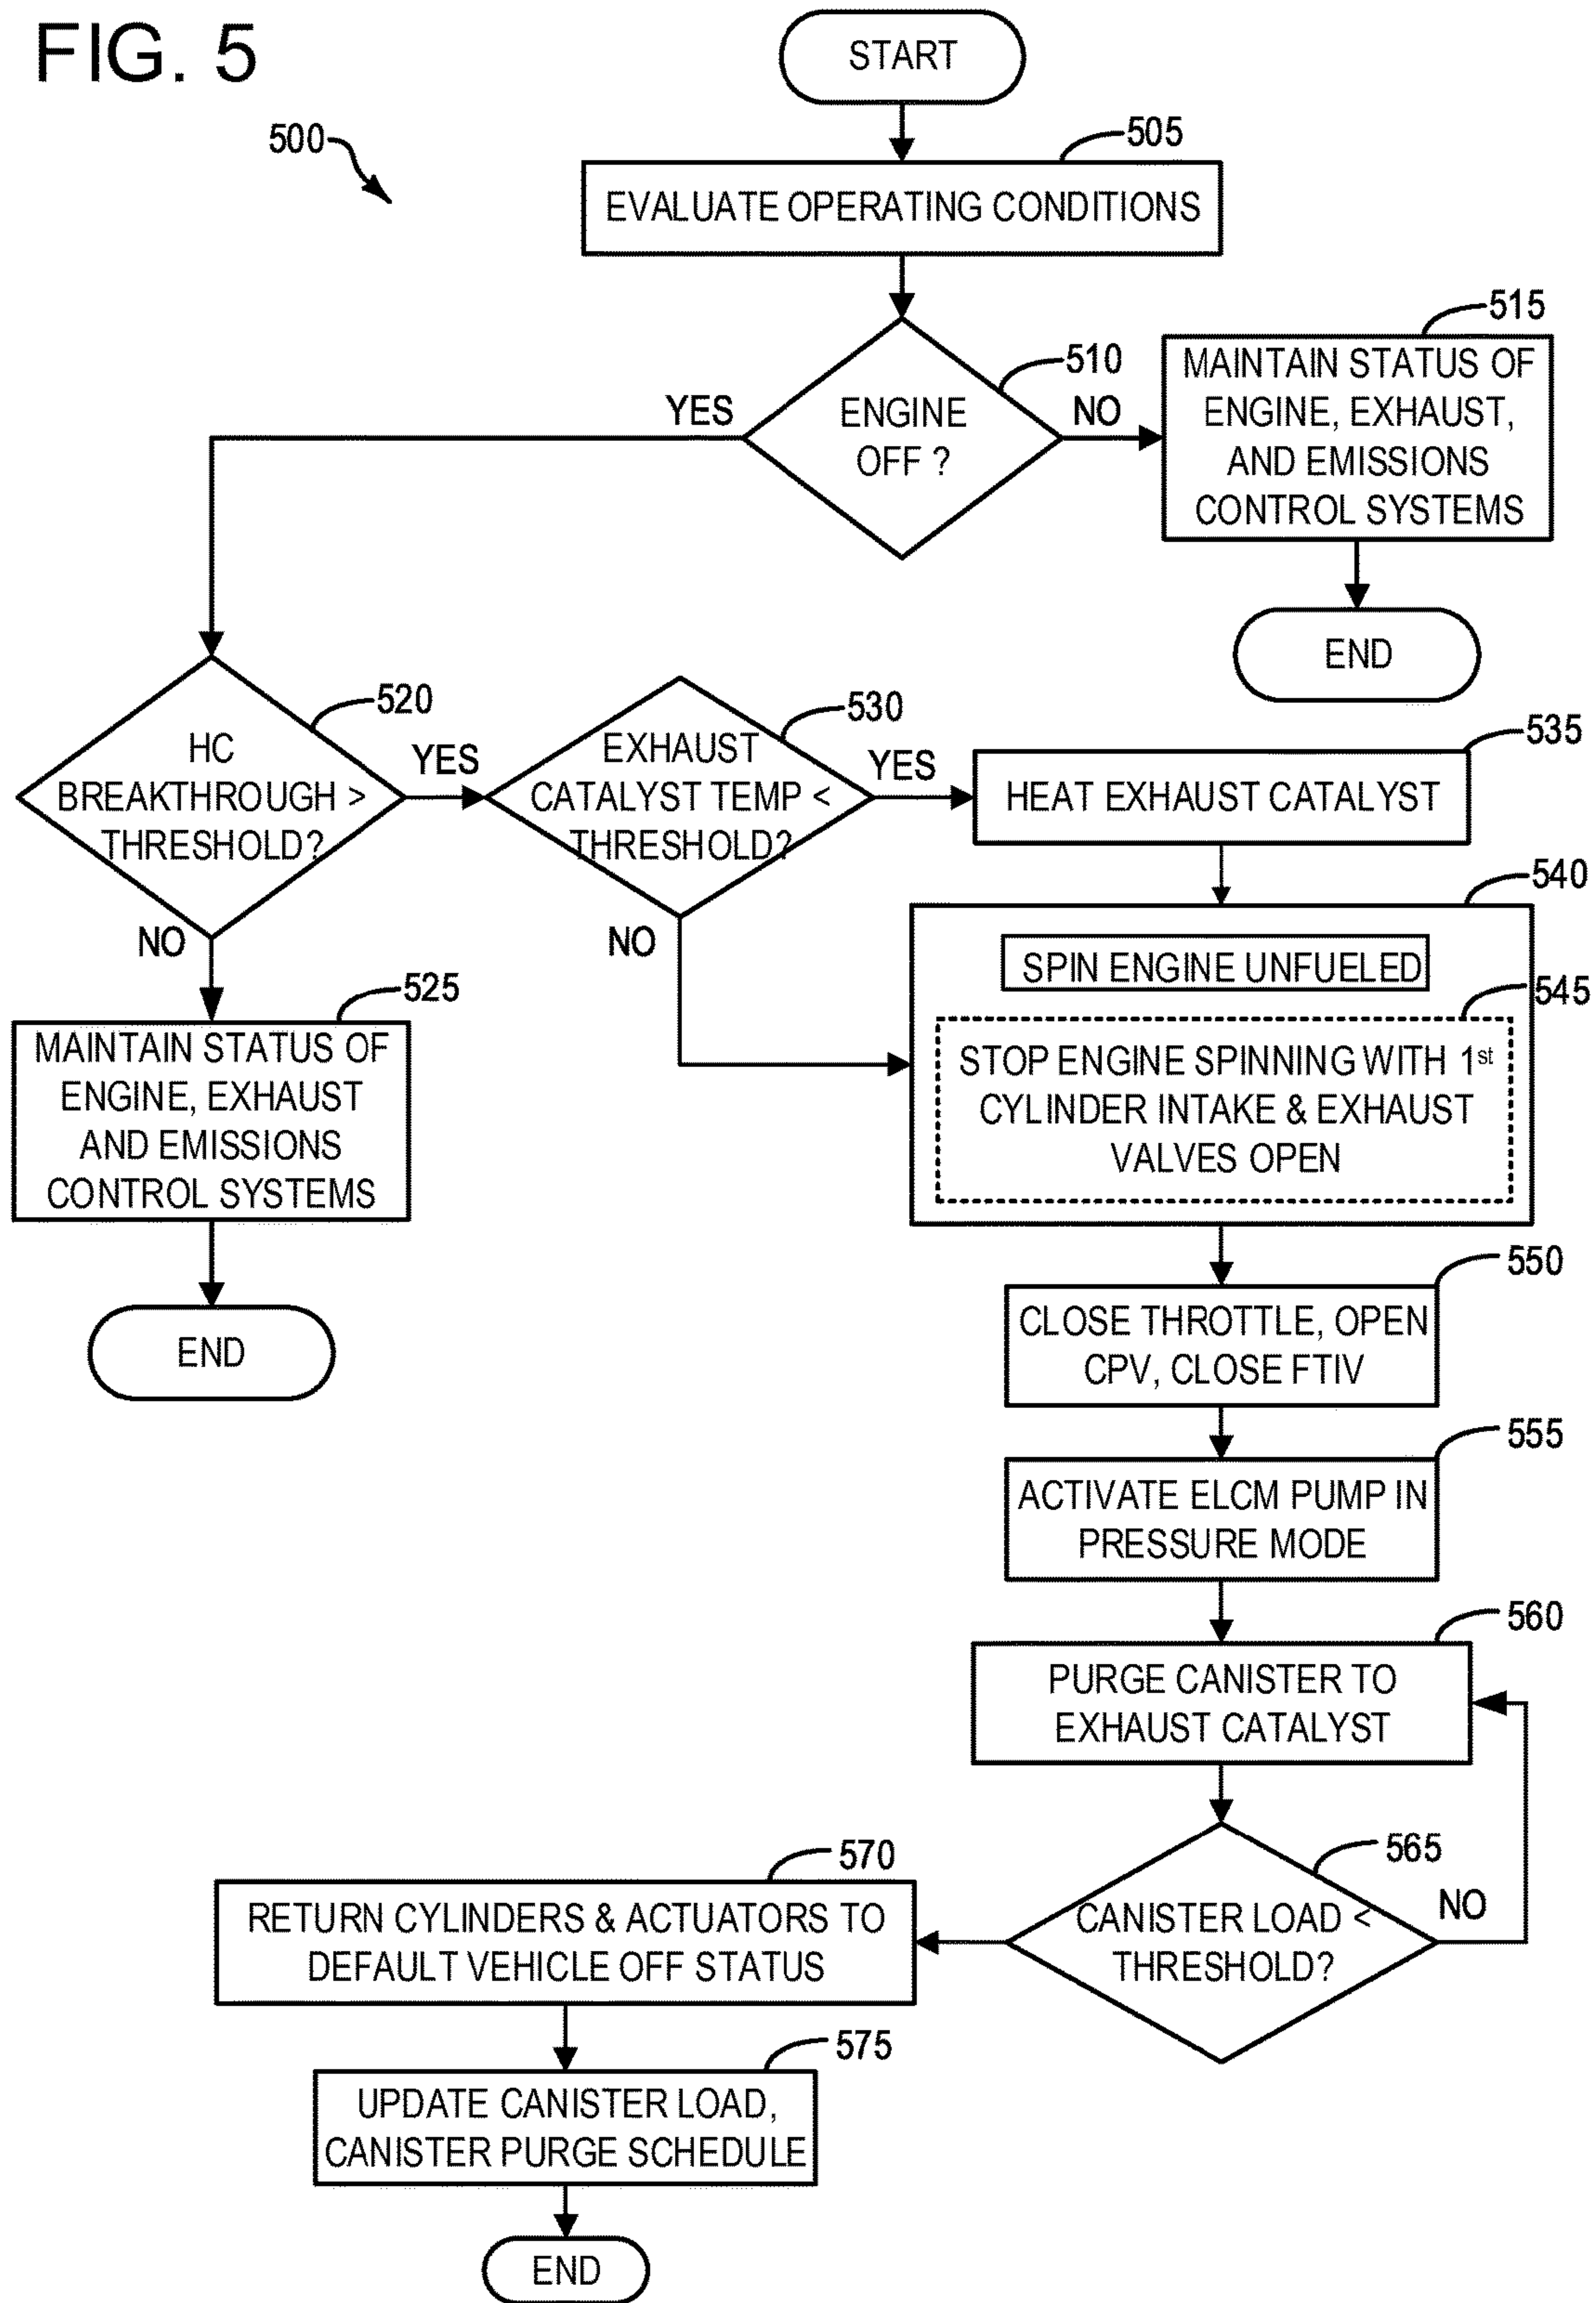 FIG. 5
START
500
505
EVALUATE OPERATING CONDITIONS
510
ENGINE
OFF ?
YES
NO
515
MAINTAIN STATUS OF
ENGINE, EXHAUST,
AND EMISSIONS
CONTROL SYSTEMS
END
520
HC
BREAKTHROUGH >
THRESHOLD?
YES
NO
525
MAINTAIN STATUS OF
ENGINE, EXHAUST
AND EMISSIONS
CONTROL SYSTEMS
END
530
EXHAUST
CATALYST TEMP <
THRESHOLD?
YES
NO
535
HEAT EXHAUST CATALYST
540
SPIN ENGINE UNFUELED
545
STOP ENGINE SPINNING WITH 1st
CYLINDER INTAKE & EXHAUST
VALVES OPEN
550
CLOSE THROTTLE, OPEN
CPV, CLOSE FTIV
555
ACTIVATE ELCM PUMP IN
PRESSURE MODE
560
PURGE CANISTER TO
EXHAUST CATALYST
565
CANISTER LOAD <
THRESHOLD?
NO
570
RETURN CYLINDERS & ACTUATORS TO
DEFAULT VEHICLE OFF STATUS
575
UPDATE CANISTER LOAD,
CANISTER PURGE SCHEDULE
END